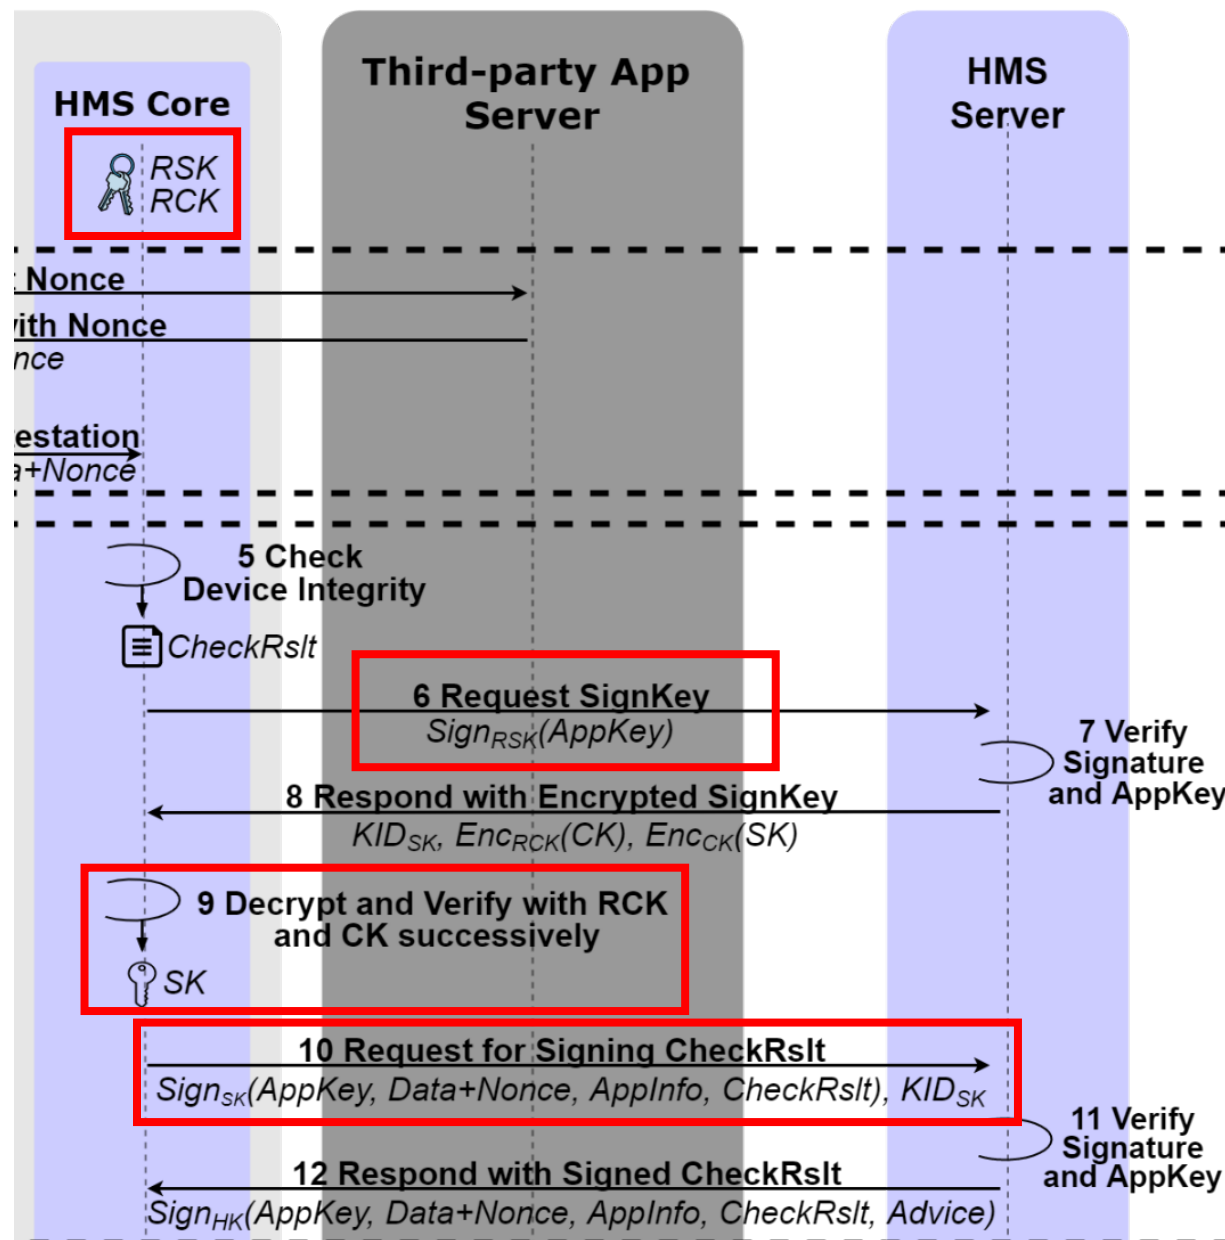 Third-party App
Server
HMS
Server
HMS Core
RSK
RCK
t Nonce
with Nonce
nce
estation
a+Nonce
5 Check
Device Integrity
CheckRslt
6 Request SignKey
SignRSK(AppKey)
7 Verify
Signature
and AppKey
8 Respond with Encrypted SignKey
KIDSK, EncRCK(CK), EncCK(SK)
9 Decrypt and Verify with RCK
and CK successively
SK
10 Request for Signing CheckRslt
SignSK(AppKey, Data+Nonce, AppInfo, CheckRslt), KIDSK
11 Verify
Signature
and AppKey
12 Respond with Signed CheckRslt
SignHK(AppKey, Data+Nonce, AppInfo, CheckRslt, Advice)